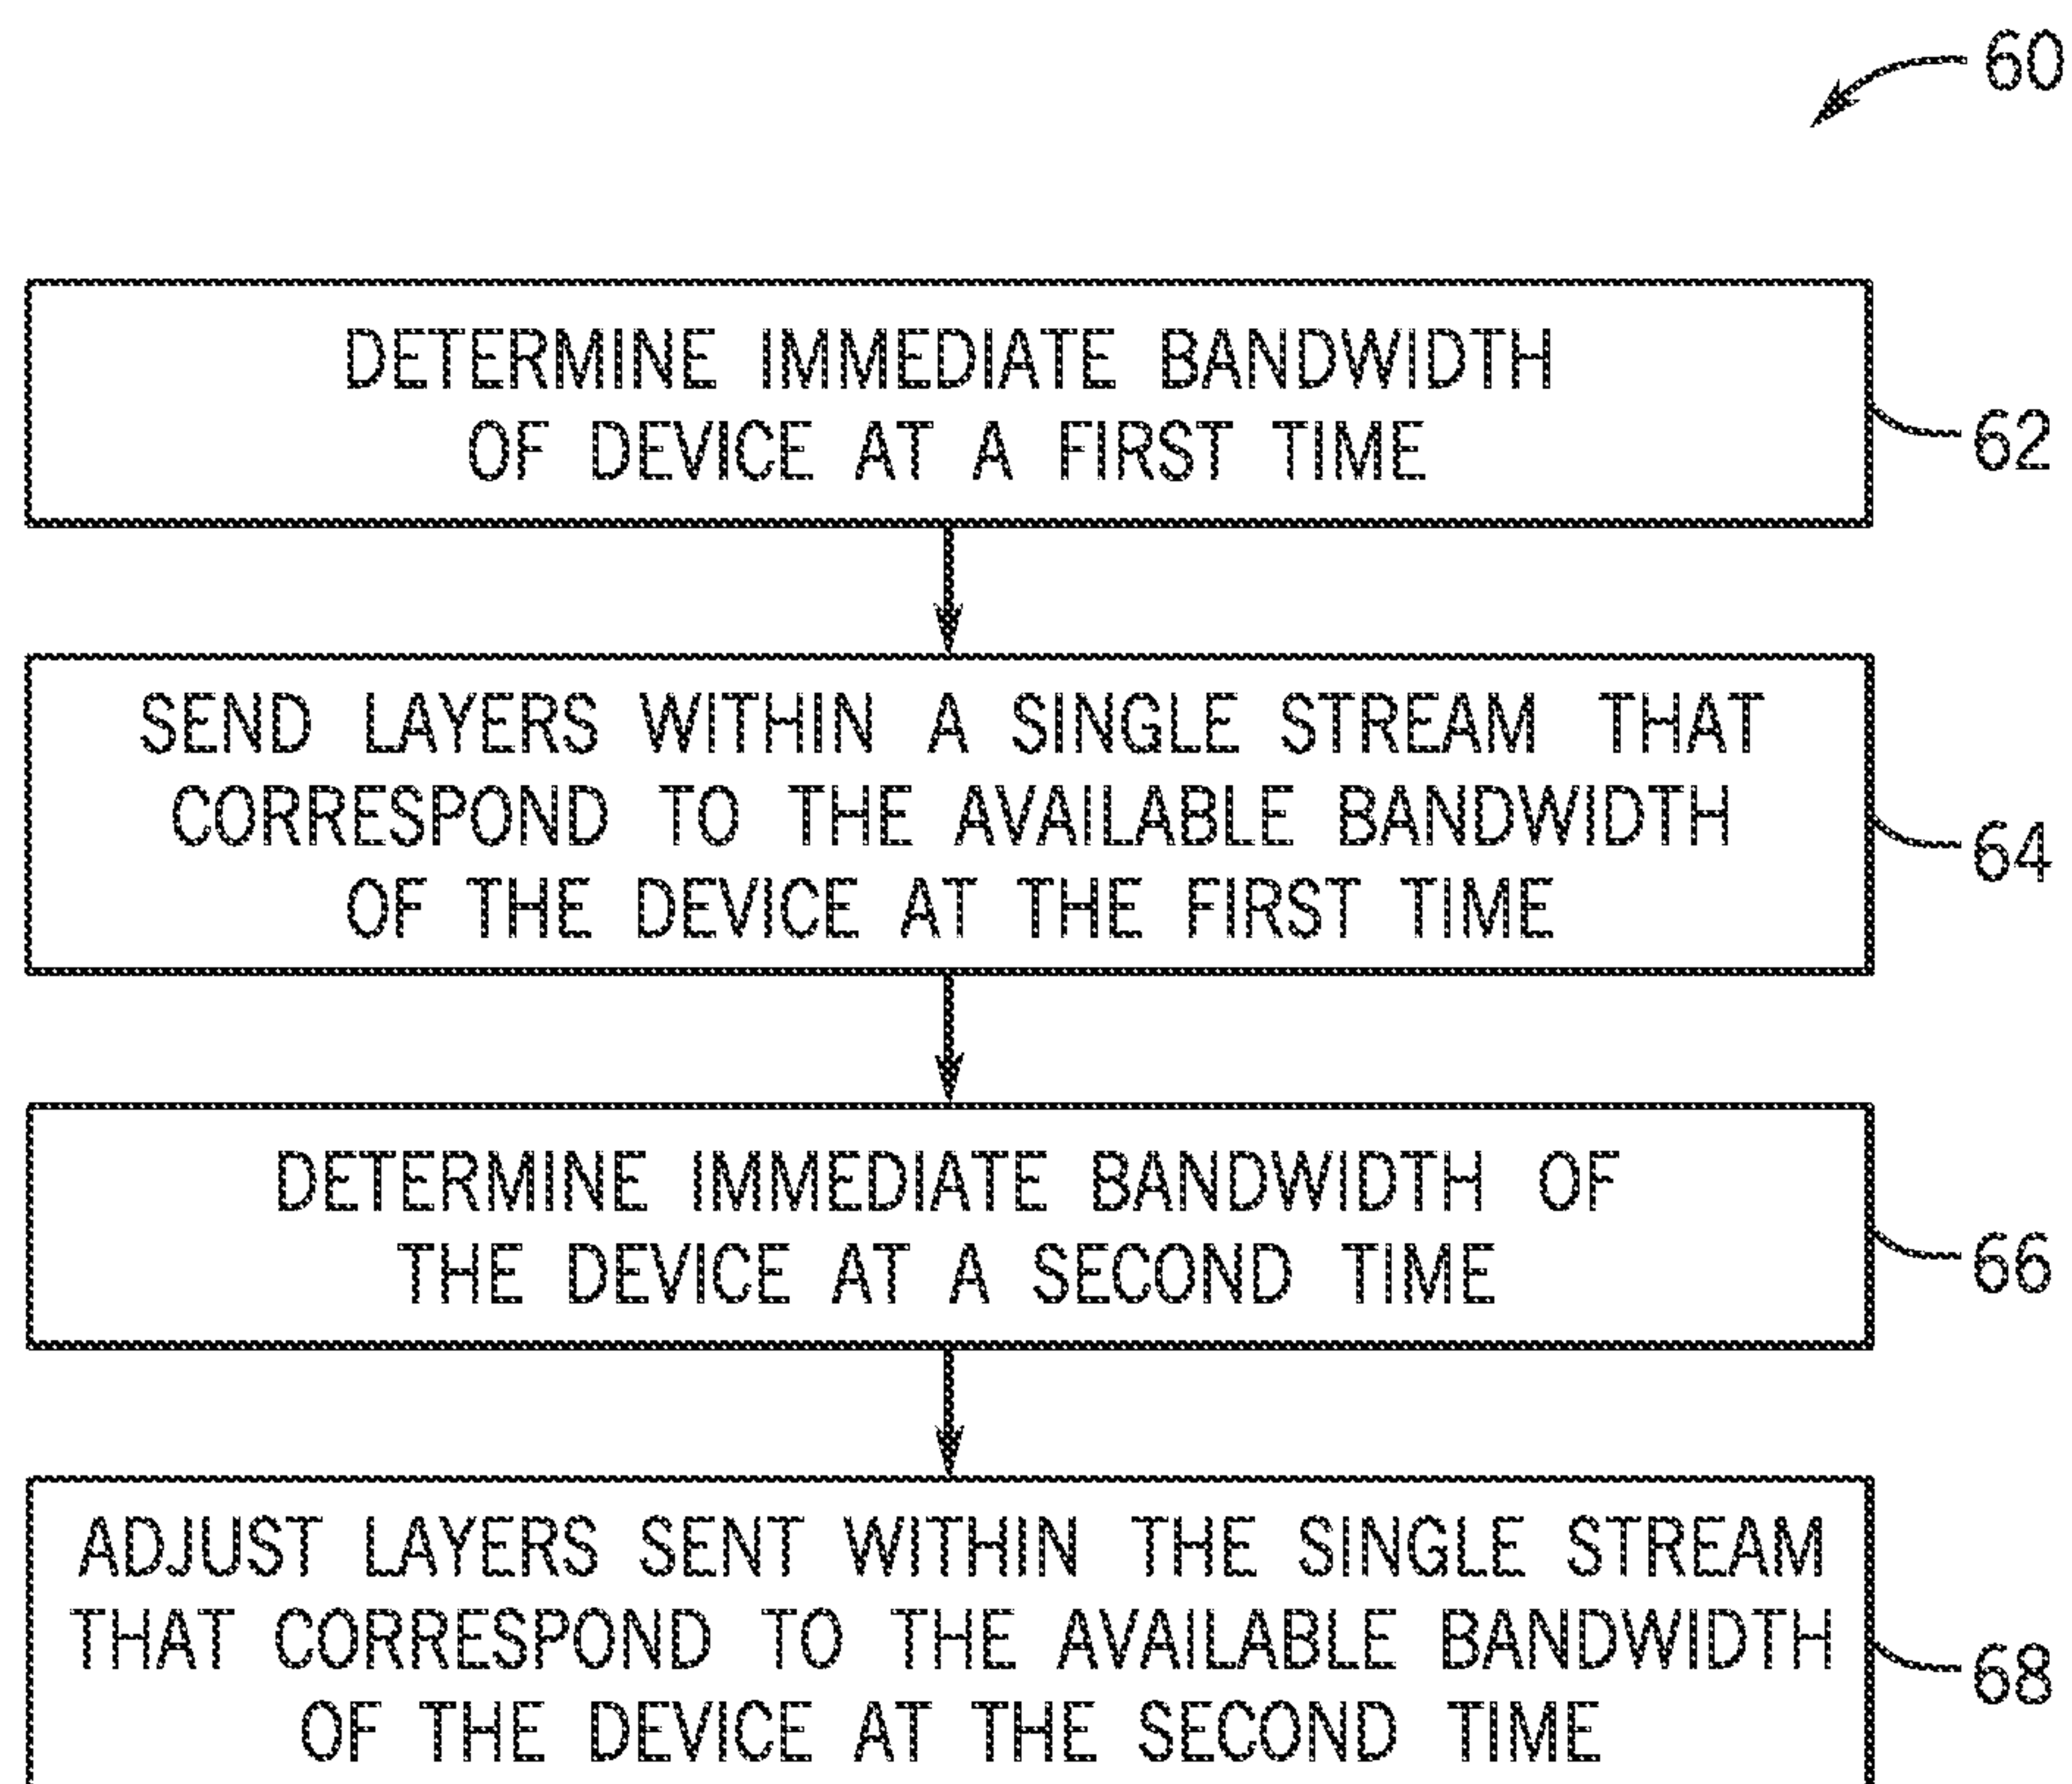 60
DETERMINE IMMEDIATE BANDWIDTH
OF DEVICE AT A FIRST TIME
62
SEND LAYERS WITHIN A SINGLE STREAM THAT
CORRESPOND TO THE AVAILABLE BANDWIDTH
OF THE DEVICE AT THE FIRST TIME
64
DETERMINE IMMEDIATE BANDWIDTH OF
THE DEVICE AT A SECOND TIME
66
ADJUST LAYERS SENT WITHIN THE SINGLE STREAM
THAT CORRESPOND TO THE AVAILABLE BANDWIDTH
OF THE DEVICE AT THE SECOND TIME
68